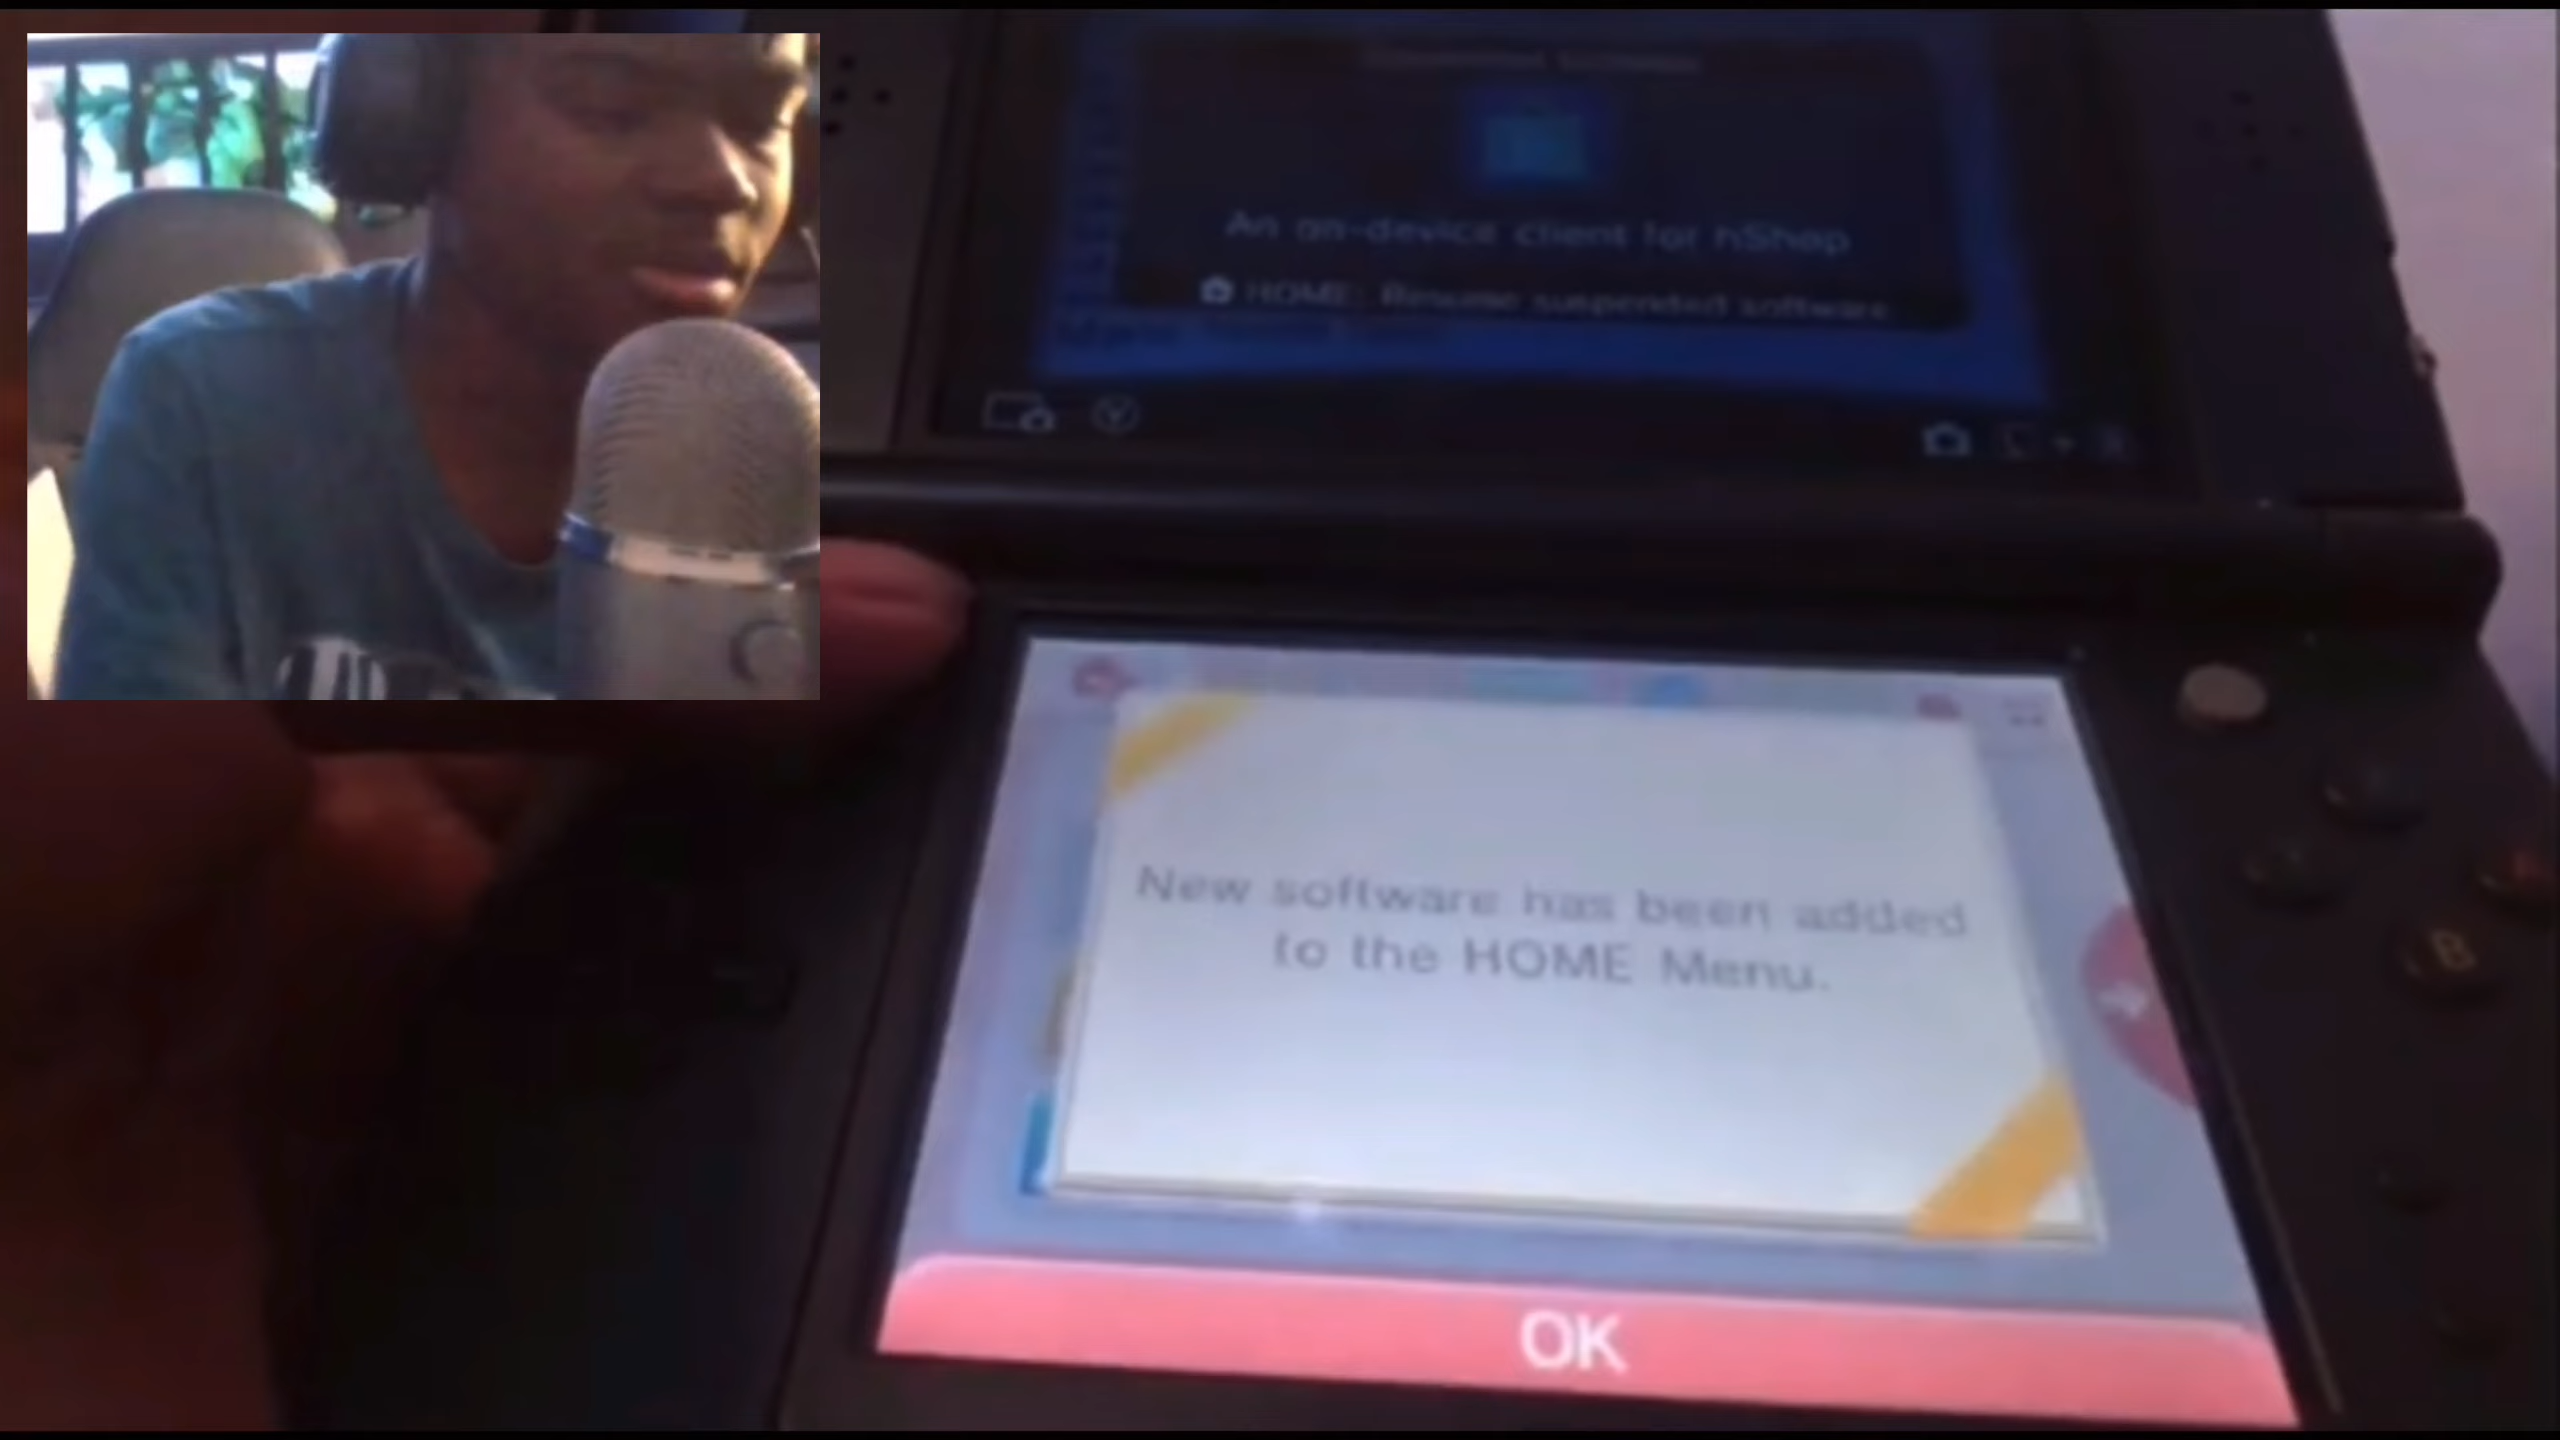 An on-device client for hShop
HOME: Resume suspended software
Y
New software has been added
to the HOME Menu.
B
OK